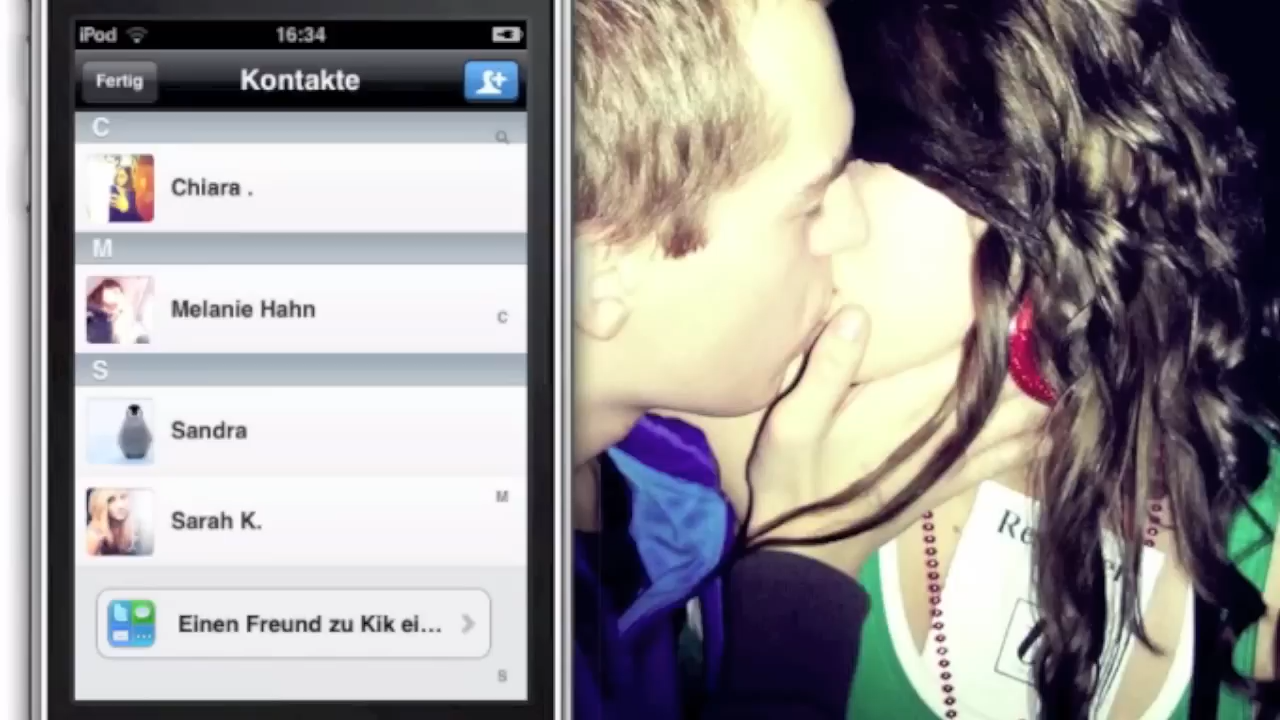 iPod
16:34
Fertig
Kontakte
C
Chiara .
M
Melanie Hahn
C
S
Sandra
Sarah K.
M
Einen Freund zu Kik ei...
S